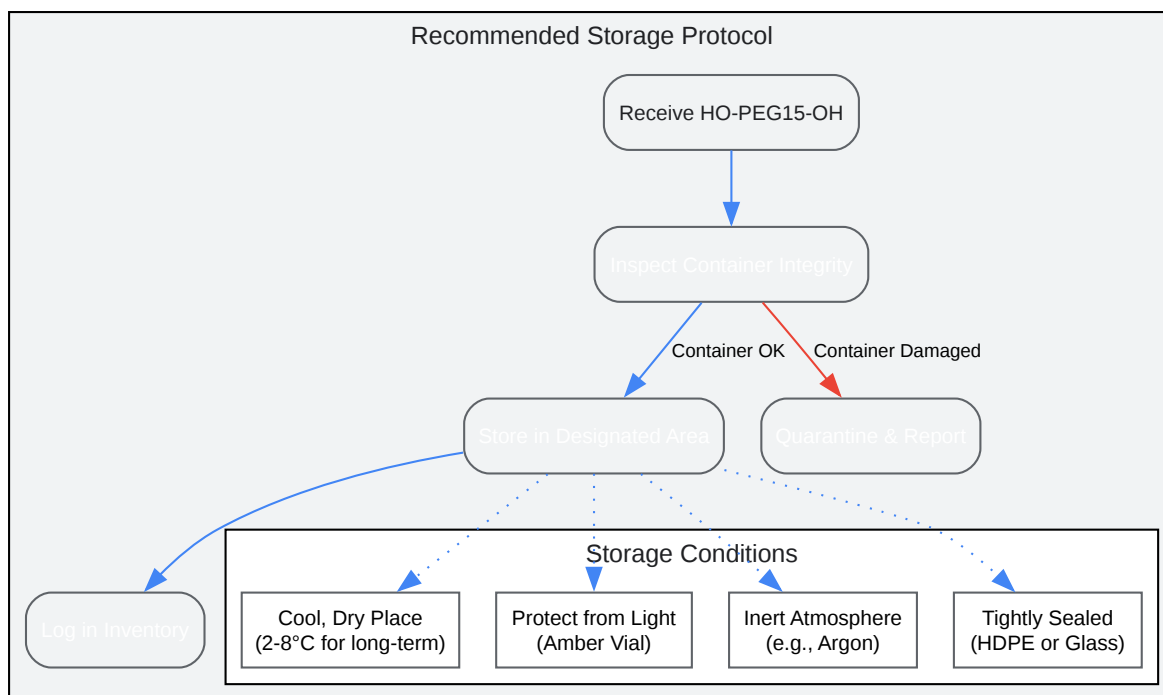 Recommended Storage Protocol
Receive HO-PEG15-OH
Inspect Container Integrity
Container OK
Container Damaged
Store in Designated Area
Quarantine & Report
Storage Conditions
Log in Inventory
Cool, Dry Place
(2-8°C for long-term)
Protect from Light
(Amber Vial)
Inert Atmosphere
(e.g., Argon)
Tightly Sealed
(HDPE or Glass)